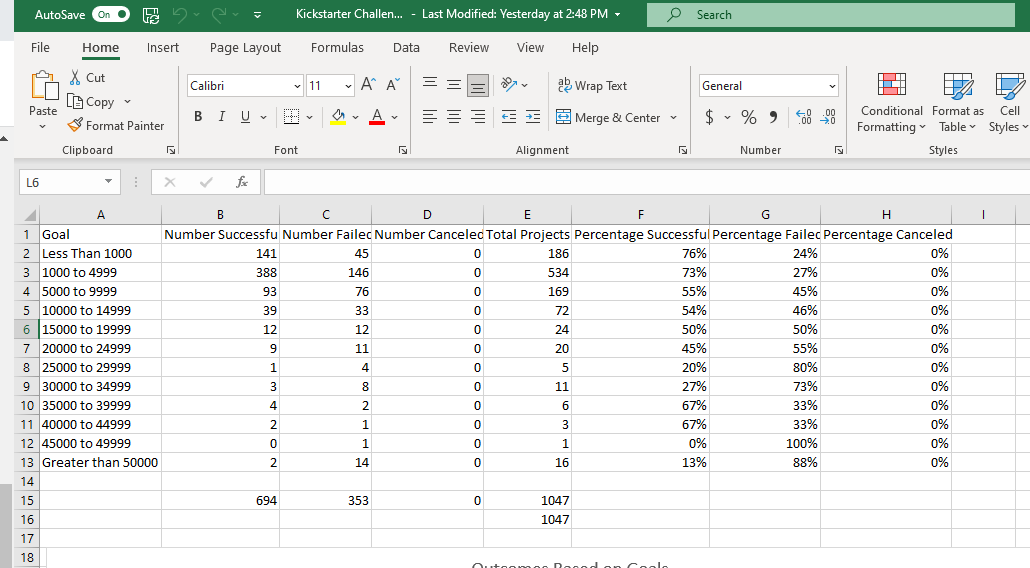 AutoSave On Kickstarter Challen... - Last Modified: Yesterday at 2:48 PM Search
File Home Insert Page Layout Formulas Data Review View Help
Paste Cut Copy Format Painter Clipboard
Calibri 11 A A B I U A Font
ab Wrap Text Merge & Center Alignment
General $ % 9 .00 .00 Number
Conditional Formatting Format as Table Cell Styles Styles
L6 fx
A B C D E F G H I
1 Goal Number Successfu Number Failed Number Canceled Total Projects Percentage Successful Percentage Failed Percentage Canceled
2 Less Than 1000 141 45 0 186 76% 24% 0%
3 1000 to 4999 388 146 0 534 73% 27% 0%
4 5000 to 9999 93 76 0 169 55% 45% 0%
5 10000 to 14999 39 33 0 72 54% 46% 0%
6 15000 to 19999 12 12 0 24 50% 50% 0%
7 20000 to 24999 9 11 0 20 45% 55% 0%
8 25000 to 29999 1 4 0 5 20% 80% 0%
9 30000 to 34999 3 8 0 11 27% 73% 0%
10 35000 to 39999 4 2 0 6 67% 33% 0%
11 40000 to 44999 2 1 0 3 67% 33% 0%
12 45000 to 49999 0 1 0 1 0% 100% 0%
13 Greater than 50000 2 14 0 16 13% 88% 0%
14
15 694 353 0 1047
16 1047
17
18
Outcomes Based on Goals